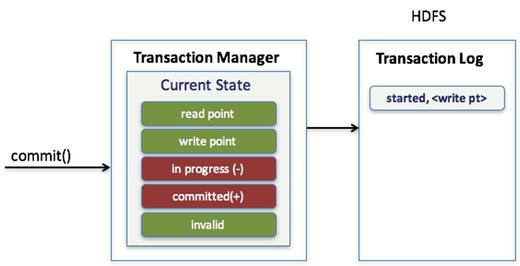 HDFS
Transaction Manager
Transaction Log
Current State
started, <write pt>
read point
write point
commit()
in progress (-)
committed(+)
invalid